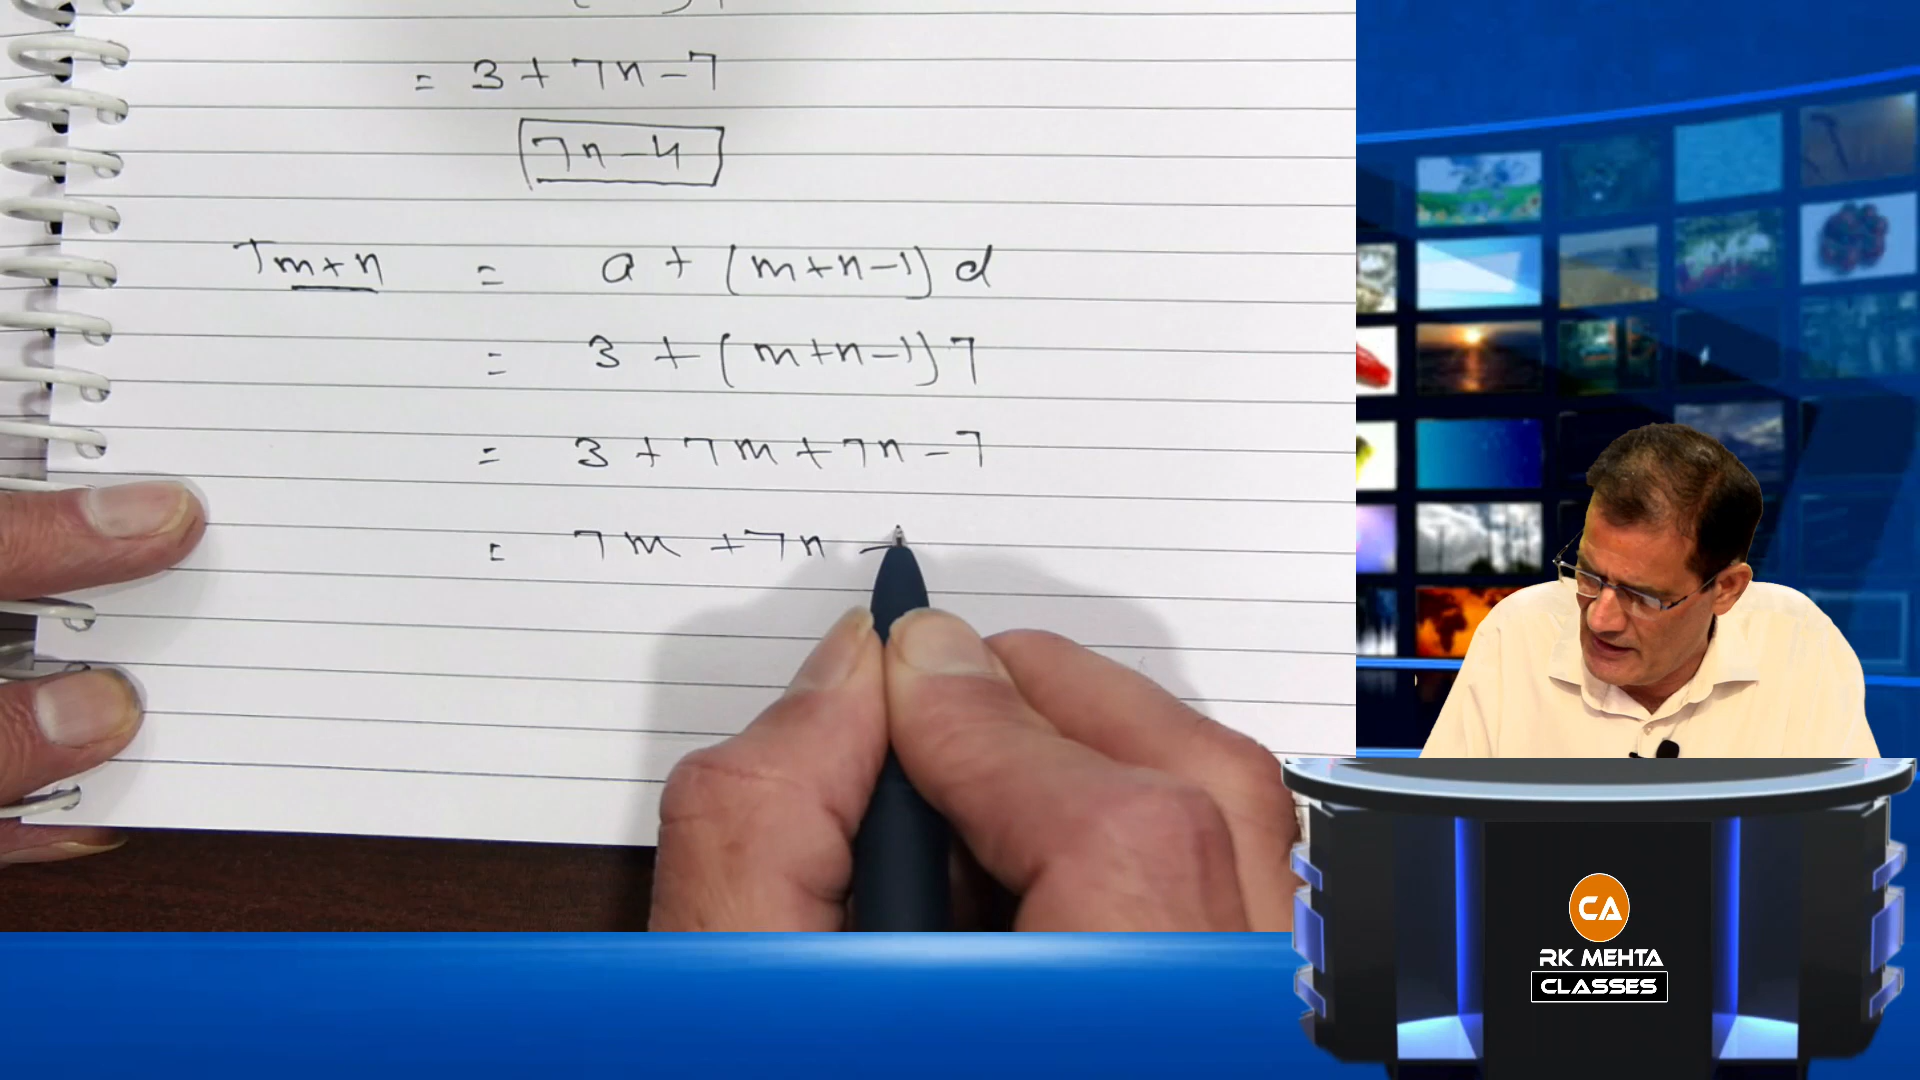 = 3 + 7n - 7
7n - 4
Tm+n = a + (m+n-1) d
= 3 + (m+n-1) 7
= 3 + 7m + 7n - 7
= 7m + 7n -
CA
RK MEHTA
CLASSES